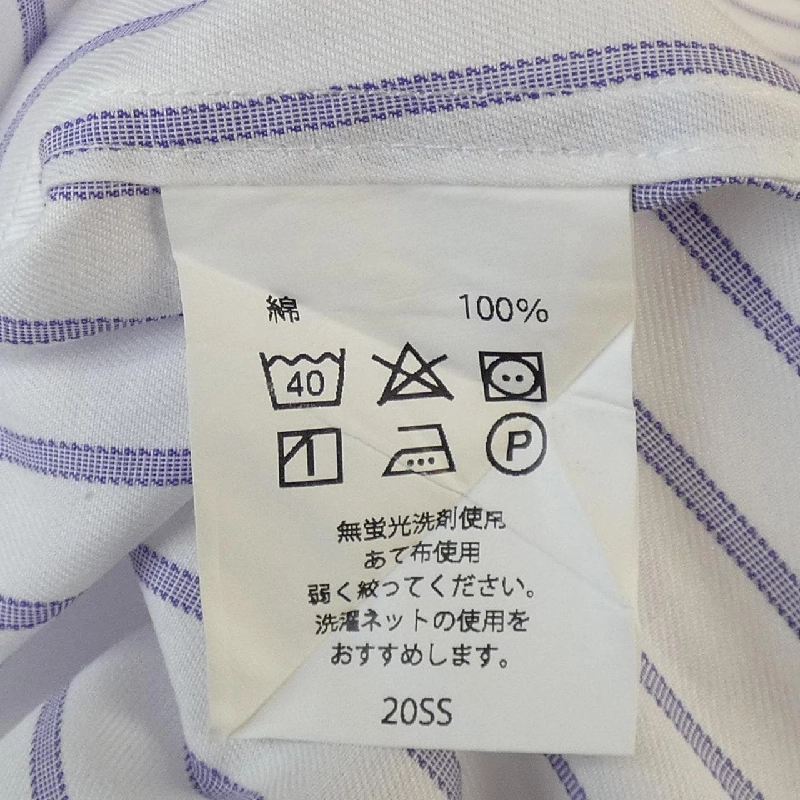 綿 100%
40
P
無蛍光洗剤使用
あて布使用
弱く絞ってください。
洗濯ネットの使用を
おすすめします。
20SS